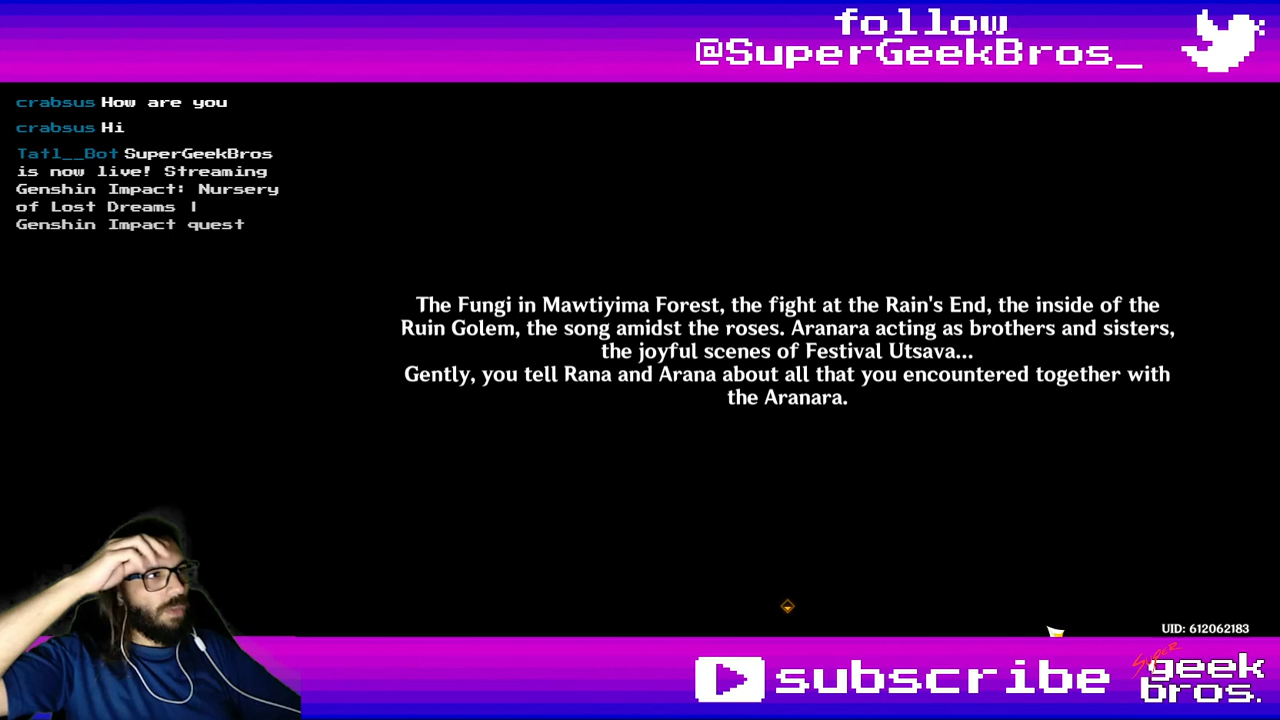 follow
@SuperGeekBros_
crabsus How are you
crabsus Hi
Tatl__Bot SuperGeekBros
is now live! Streaming
Genshin Impact: Nursery
of Lost Dreams |
Genshin Impact quest
The Fungi in Mawtiyima Forest, the fight at the Rain's End, the inside of the
Ruin Golem, the song amidst the roses. Aranara acting as brothers and sisters,
the joyful scenes of Festival Utsava...
Gently, you tell Rana and Arana about all that you encountered together with
the Aranara.
UID: 612062183
subscribe
super
geek
bros.